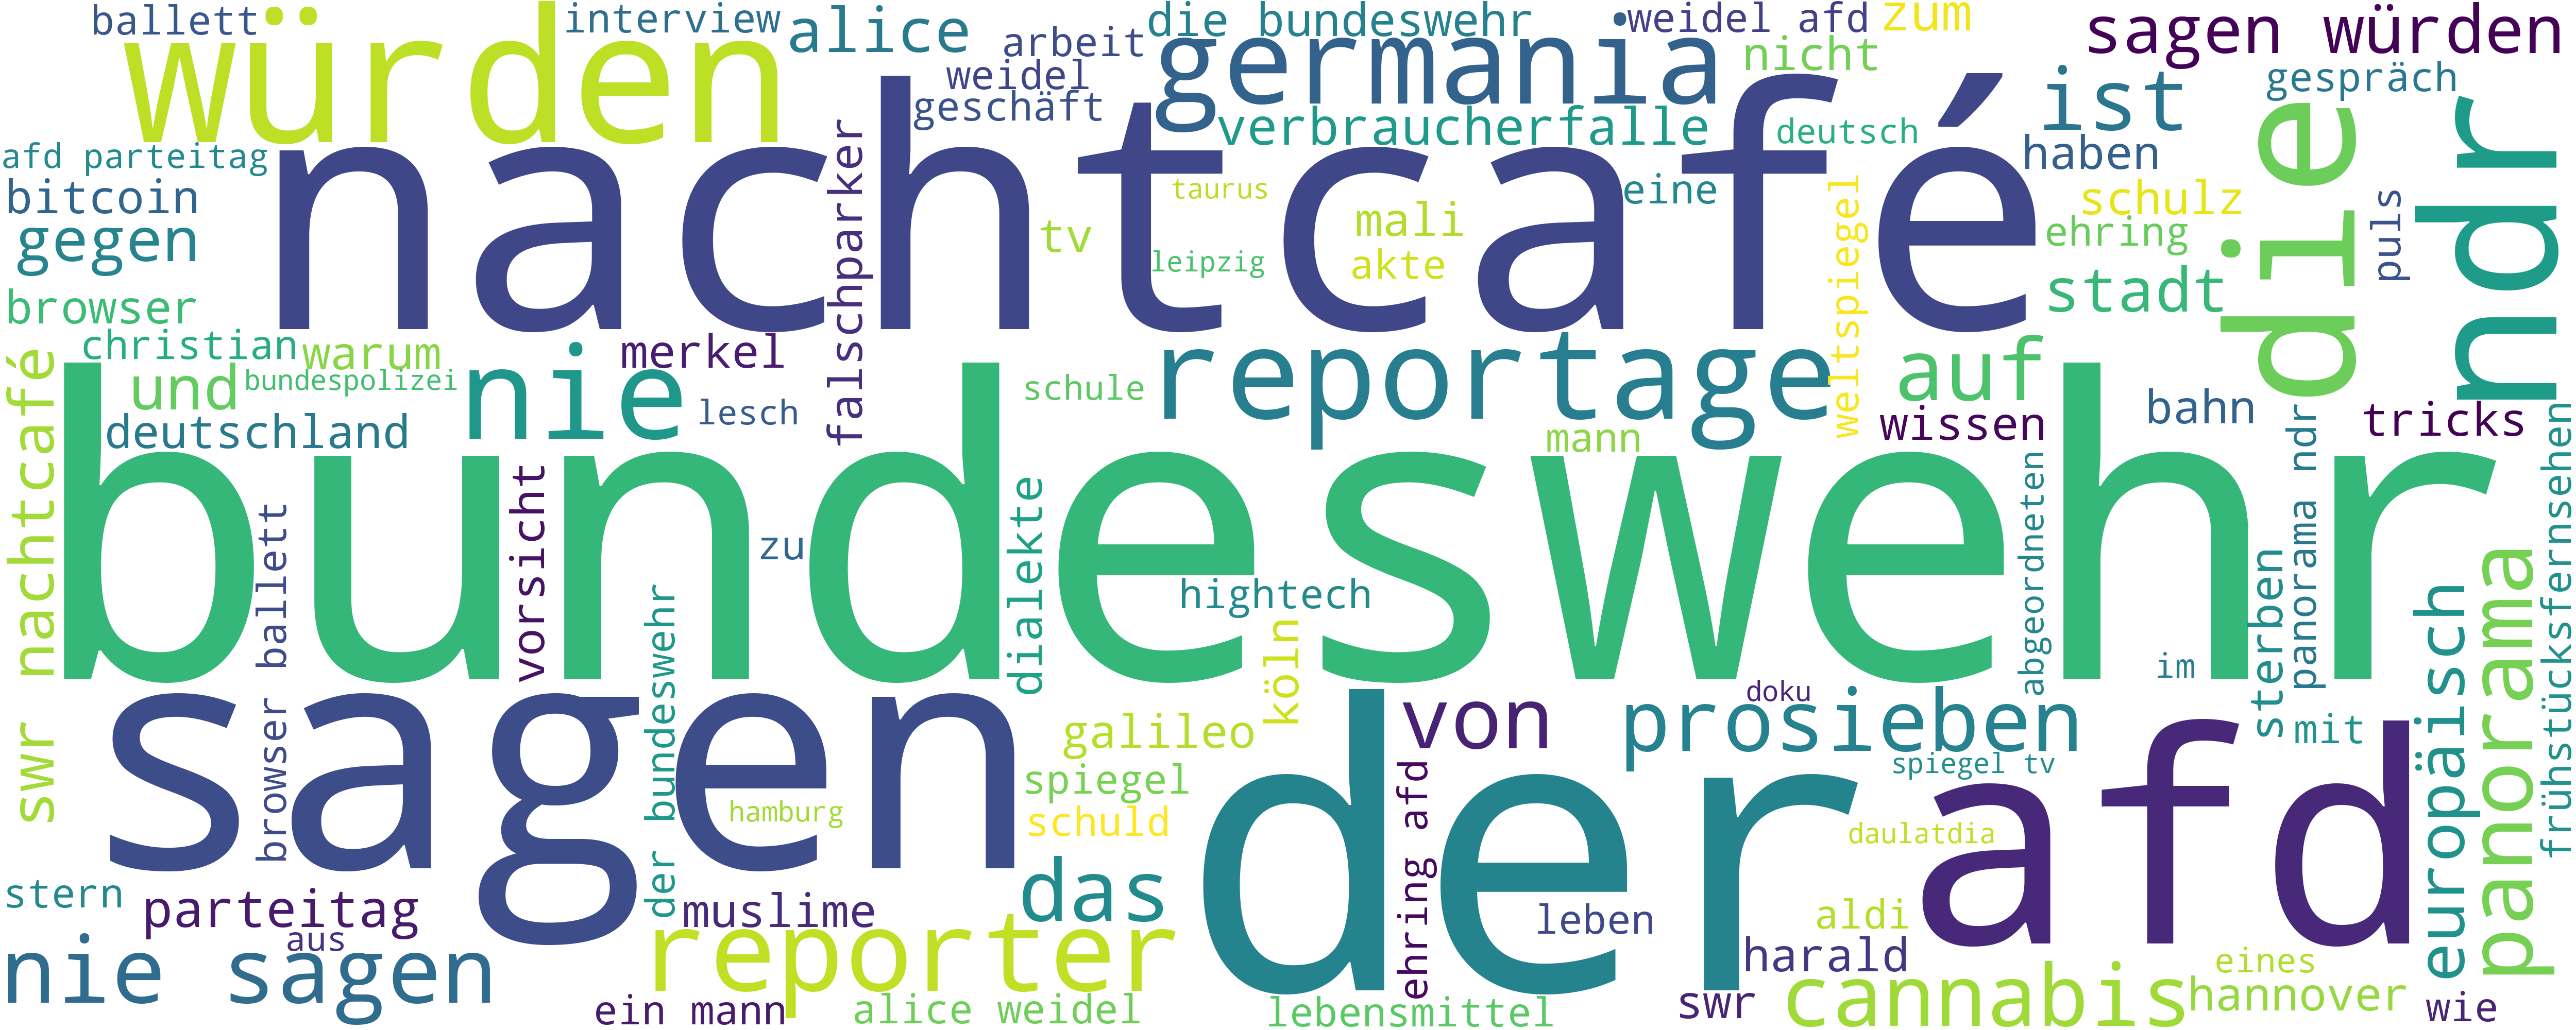 ballett
würden
interview
alice
arbeit
weidel
geschäft
die bundeswehr
germania
weidel afd
zum
nicht
sagen würden
ist
gespräch
verbraucherfalle
deutsch
haben
die
ndr
afd parteitag
bitcoin
gegen
browser
nachtcafé
falschparker
tv
taurus
leipzig
mali
akte
eine
weltspiegel
schulz
ehring
stadt
puls
christian
warum
merkel
und
bundespolizei
nie
lesch
deutschland
schule
reportage
mann
auf
wissen
bahn
tricks
swr nachtcafé
bundeswehr
browser ballett
vorsicht
zu
der bundeswehr
dialekte
hightech
köln
abgeordneten
im
sterben
panorama ndr
frühstücksfernsehen
sagen
hamburg
galileo
spiegel
schuld
der
von
doku
prosieben
spiegel tv
mit
europäisch
panorama
ehring afd
daulatdia
afd
stern
parteitag
aus
nie sagen
muslime
reporter
das
leben
aldi
harald
eines
ein mann
alice weidel
lebensmittel
swr
cannabis
hannover
wie